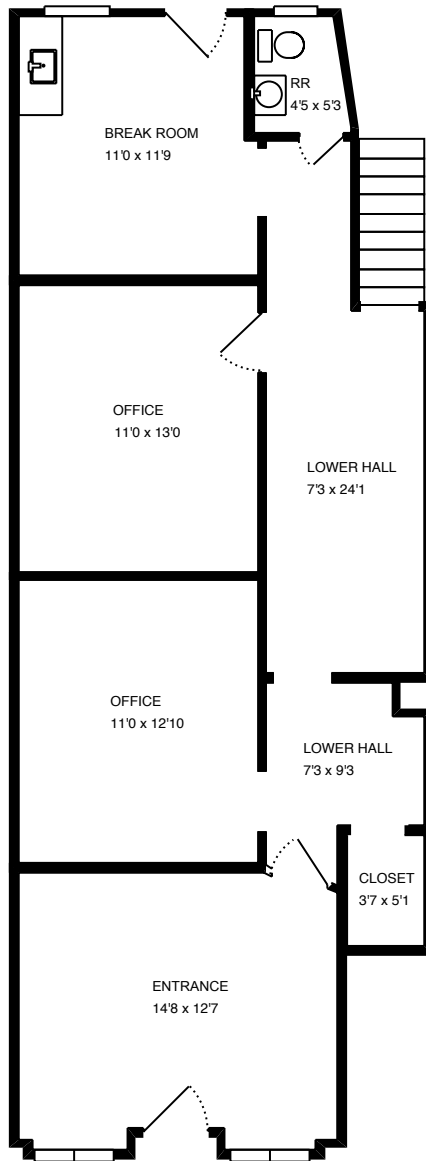 RR
4'5 x 5'3
BREAK ROOM
11'0 x 11'9
OFFICE
11'0 x 13'0
LOWER HALL
7'3 x 24'1
OFFICE
11'0 x 12'10
LOWER HALL
7'3 x 9'3
CLOSET
3'7 x 5'1
ENTRANCE
14'8 x 12'7